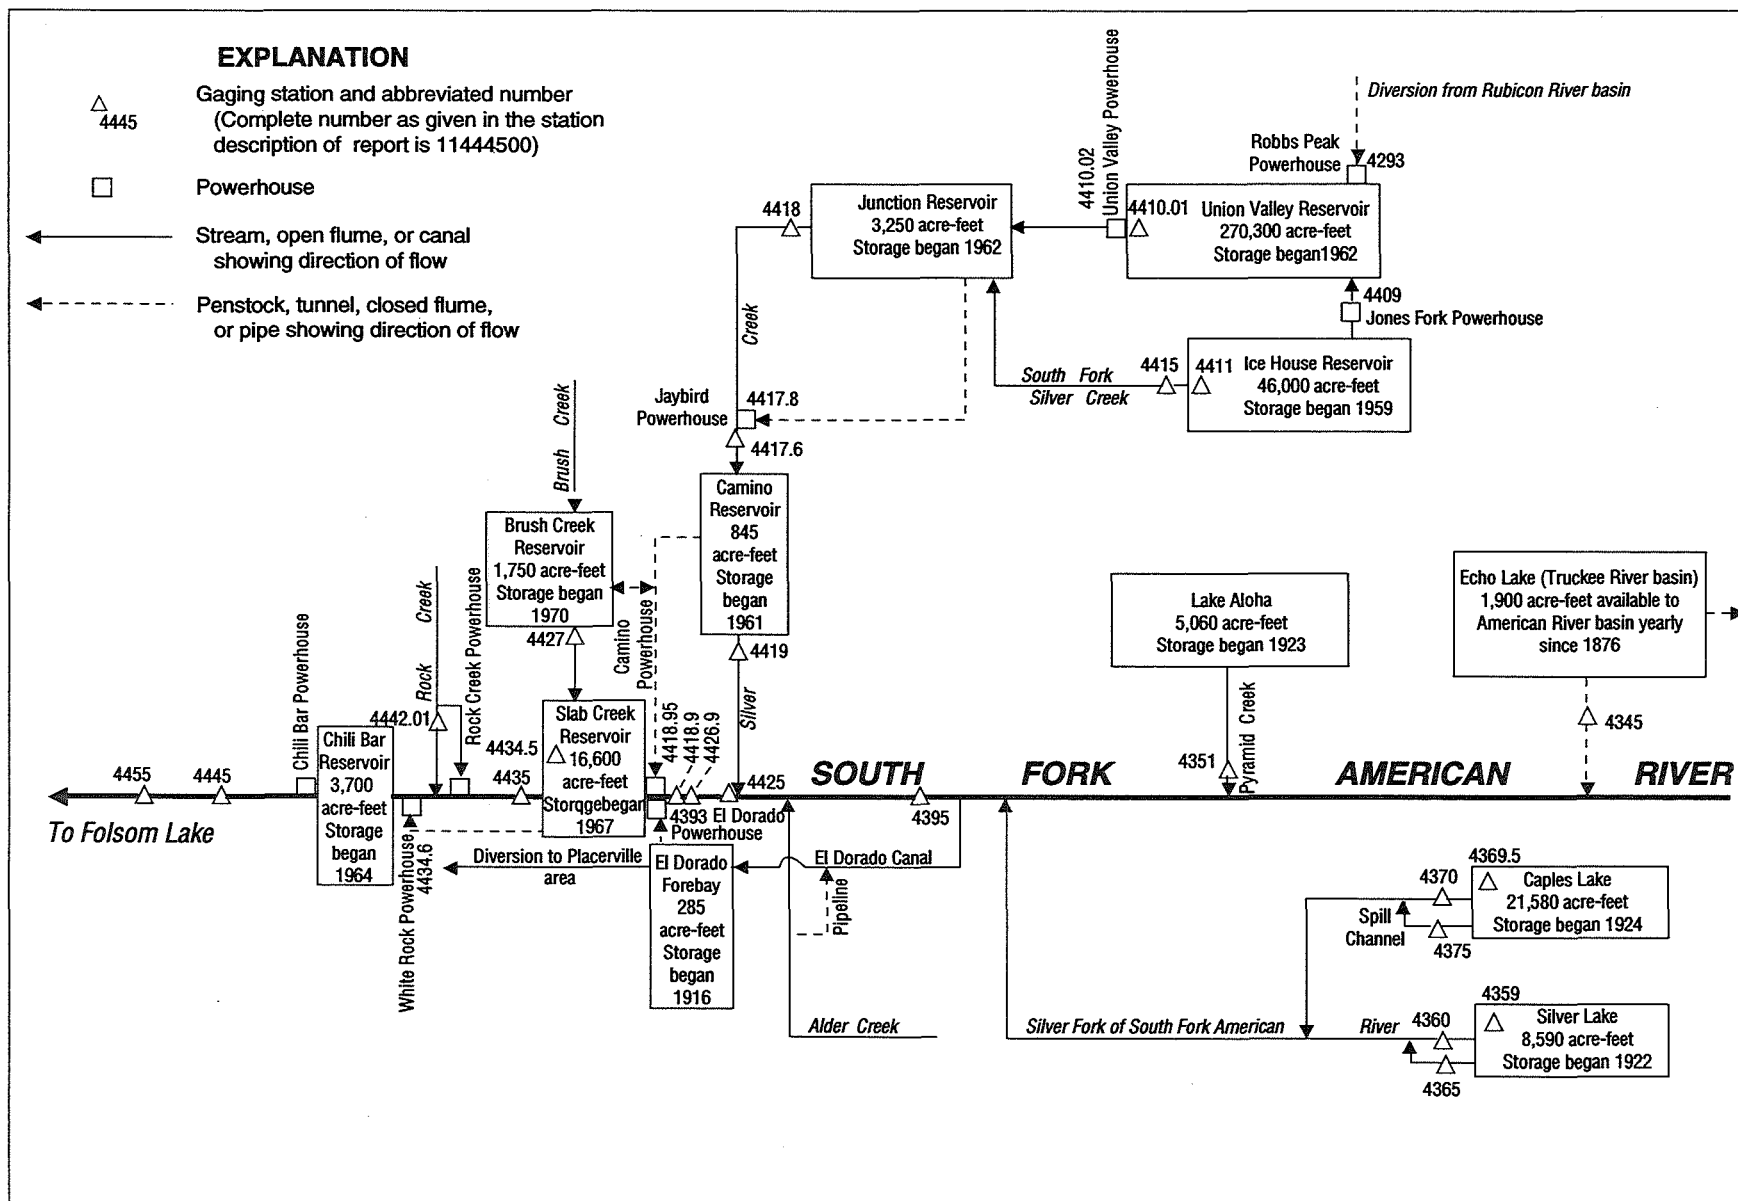 EXPLANATION
4445
Gaging station and abbreviated number
(Complete number as given in the station
description of report is 11444500)
Powerhouse
Stream, open flume, or canal
showing direction of flow
Penstock, tunnel, closed flume,
or pipe showing direction of flow
Diversion from Rubicon River basin
Robbs Peak
Powerhouse
4293
4410.02
Union Valley Powerhouse
4410.01
Union Valley Reservoir
270,300 acre-feet
Storage began1962
4418
Junction Reservoir
3,250 acre-feet
Storage began 1962
4409
Jones Fork Powerhouse
Ice House Reservoir
46,000 acre-feet
Storage began 1959
4411
4415
South Fork
Silver Creek
Creek
Jaybird
Powerhouse
4417.8
4417.6
Camino
Reservoir
845
acre-feet
Storage
began
1961
4419
Silver
Brush Creek
Brush Creek
Reservoir
1,750 acre-feet
Storage began
1970
4427
Camino
Powerhouse
Rock Creek
Rock Creek Powerhouse
4442.01
Chili Bar Powerhouse
Chili Bar
Reservoir
3,700
acre-feet
Storage
began
1964
4434.5
4435
Slab Creek
Reservoir
16,600
acre-feet
Storqgebegan
1967
4418.95
4418.9
4426.9
4425
4393
El Dorado
Powerhouse
Lake Aloha
5,060 acre-feet
Storage began 1923
Pyramid Creek
4351
Echo Lake (Truckee River basin)
1,900 acre-feet available to
American River basin yearly
since 1876
4345
SOUTH FORK AMERICAN RIVER
4395
4455
4445
To Folsom Lake
White Rock Powerhouse
4434.6
Diversion to Placerville
area
El Dorado
Forebay
285
acre-feet
Storage
began
1916
El Dorado Canal
Pipeline
Alder Creek
Silver Fork of South Fork American River
4369.5
Caples Lake
21,580 acre-feet
Storage began 1924
4370
Spill
Channel
4375
4359
Silver Lake
8,590 acre-feet
Storage began 1922
4360
4365